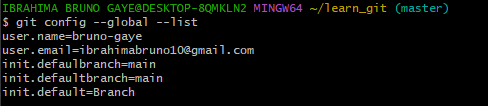 IBRAHIMA BRUNO GAYE@DESKTOP-8QMKLN2 MINGW64 ~/learn_git (master)
$ git config --global --list
user.name=bruno-gaye
user.email=ibrahimabruno10@gmail.com
init.defaulbranch=main
init.defaultbranch=main
init.default=Branch